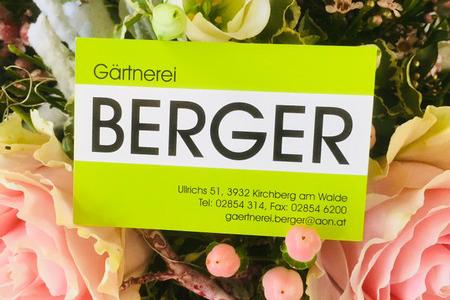 Gärtnerei
BERGER
Ullrichs 51, 3932 Kirchberg am Walde
Tel: 02854 314, Fax: 02854 6200
gaertnerei.berger@aon.at